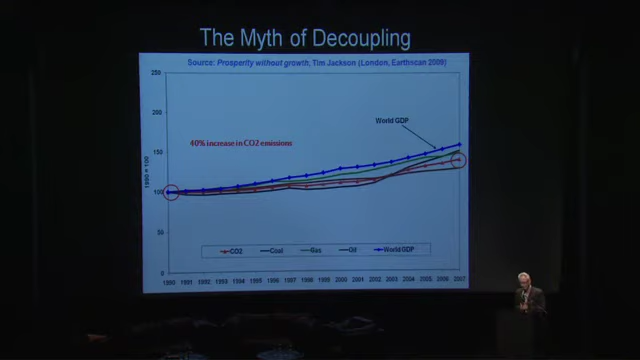 The Myth of Decoupling
Source: Prosperity without growth, Tim Jackson (London, Earthscan 2009)
250
200
150
100
50
0
1990 = 100
World GDP
40% increase in CO2 emissions
CO2 Coal Gas Oil World GDP
1990 1991 1992 1993 1994 1995 1996 1997 1998 1999 2000 2001 2002 2003 2004 2005 2006 2007